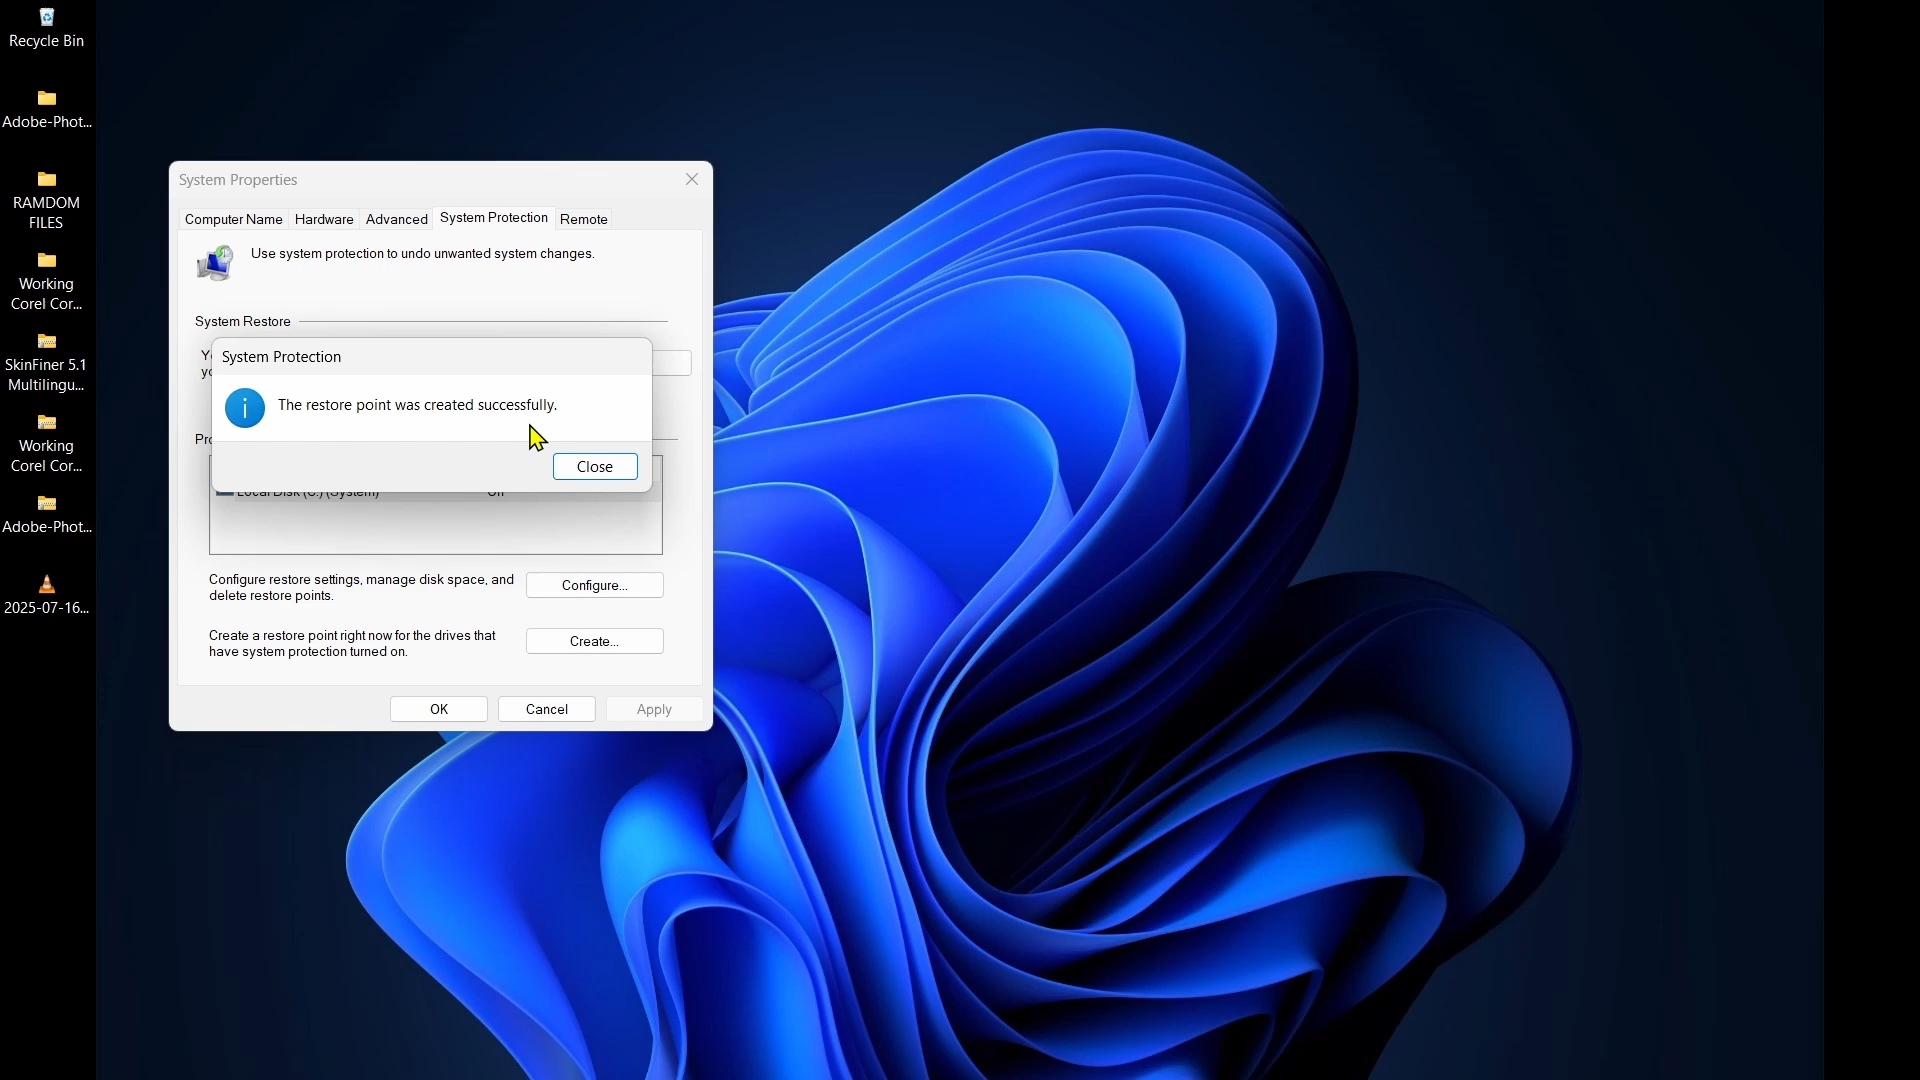 Recycle Bin
Adobe-Phot...
RAMDOM
FILES
Working
Corel Cor...
SkinFiner 5.1
Multilingu...
Working
Corel Cor...
Adobe-Phot...
2025-07-16...
System Properties
Computer Name Hardware Advanced System Protection Remote
Use system protection to undo unwanted system changes.
System Restore
System Protection
The restore point was created successfully.
Close
Local Disk (C:) (System) On
Configure restore settings, manage disk space, and
delete restore points.
Configure...
Create a restore point right now for the drives that
have system protection turned on.
Create...
OK Cancel Apply